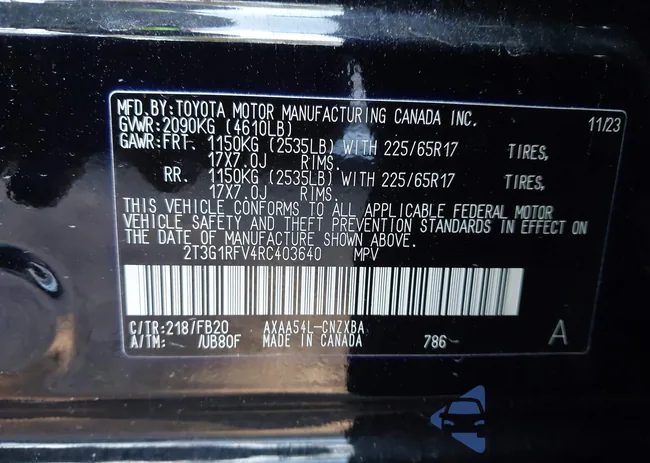 MFD.BY:TOYOTA MOTOR MANUFACTURING CANADA INC. 11/23
GVWR:2090KG (4610LB)
GAWR:FRT. 1150KG (2535LB) WITH 225/65R17 TIRES,
17X7.0J RIMS.
RR. 1150KG (2535LB) WITH 225/65R17 TIRES,
17X7.0J RIMS.
THIS VEHICLE CONFORMS TO ALL APPLICABLE FEDERAL MOTOR
VEHICLE SAFETY AND THEFT PREVENTION STANDARDS IN EFFECT ON
THE DATE OF MANUFACTURE SHOWN ABOVE.
2T3G1RFV4RC403640 MPV
C/TR:218/FB20 AXAA54L-CNZXBA
A/TM: /UB80F MADE IN CANADA 786 A